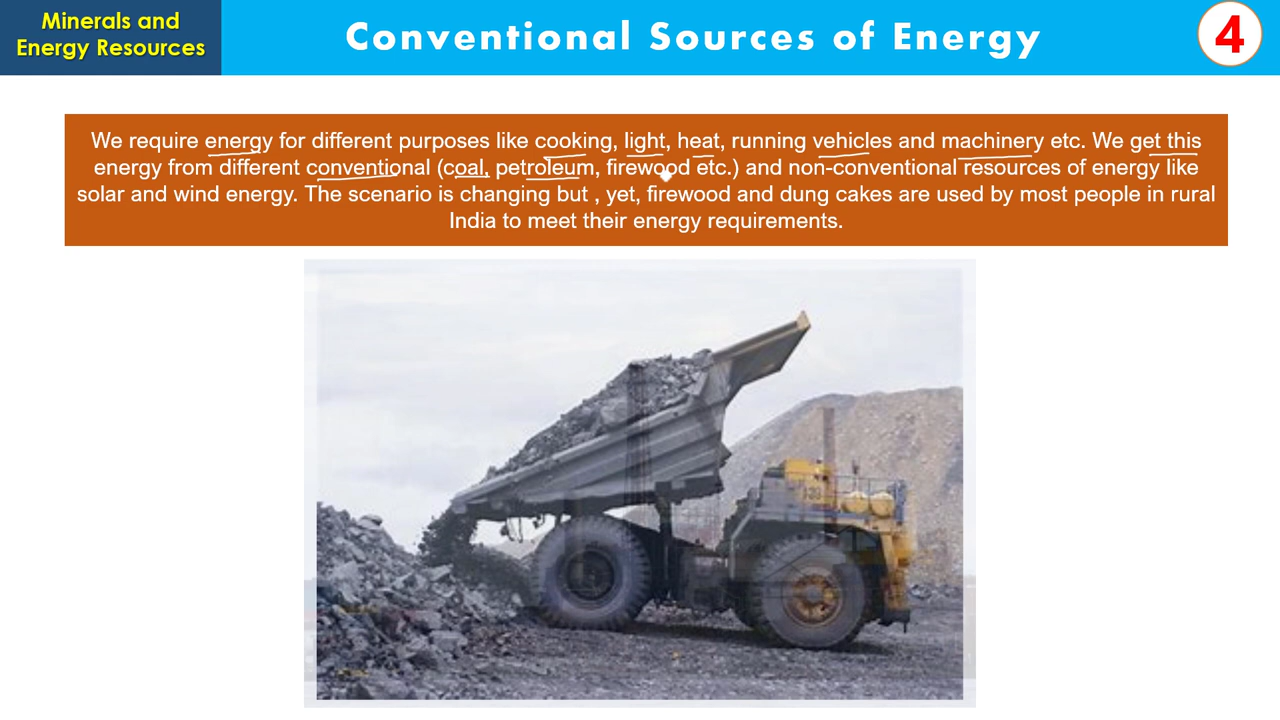 Minerals and
Energy Resources
Conventional Sources of Energy
4
We require energy for different purposes like cooking, light, heat, running vehicles and machinery etc. We get this
energy from different conventional (coal, petroleum, firewood etc.) and non-conventional resources of energy like
solar and wind energy. The scenario is changing but , yet, firewood and dung cakes are used by most people in rural
India to meet their energy requirements.